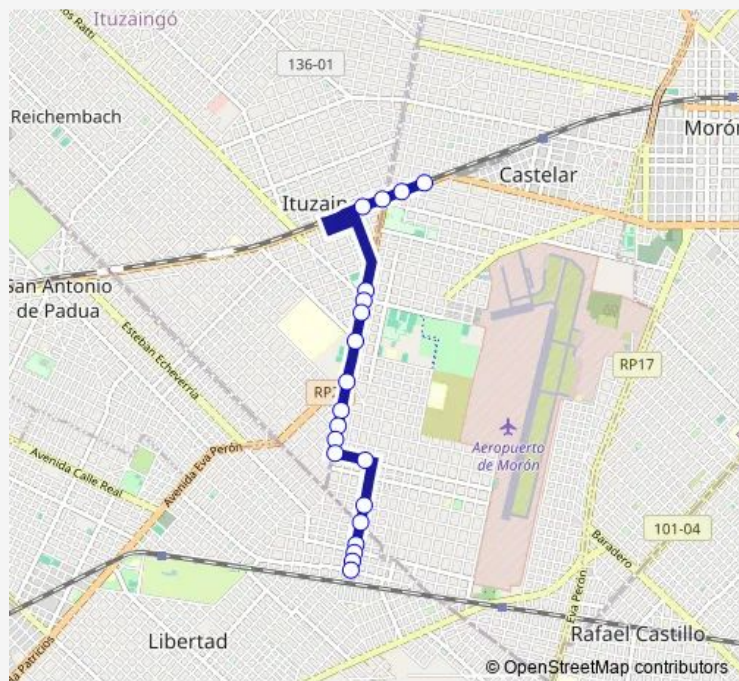 Ituzaingó
136-01
Reichembach
Morón
Castelar
Ituzain
San Antonio
de Padua
Esteban Echeverría
RP17
Aeropuerto
de Morón
Avenida Eva Perón
Avenida Calle Real
101-04
Baradero
Eva Perón
Libertad
Rafael Castillo
Patricios
© OpenStreetMap contributors